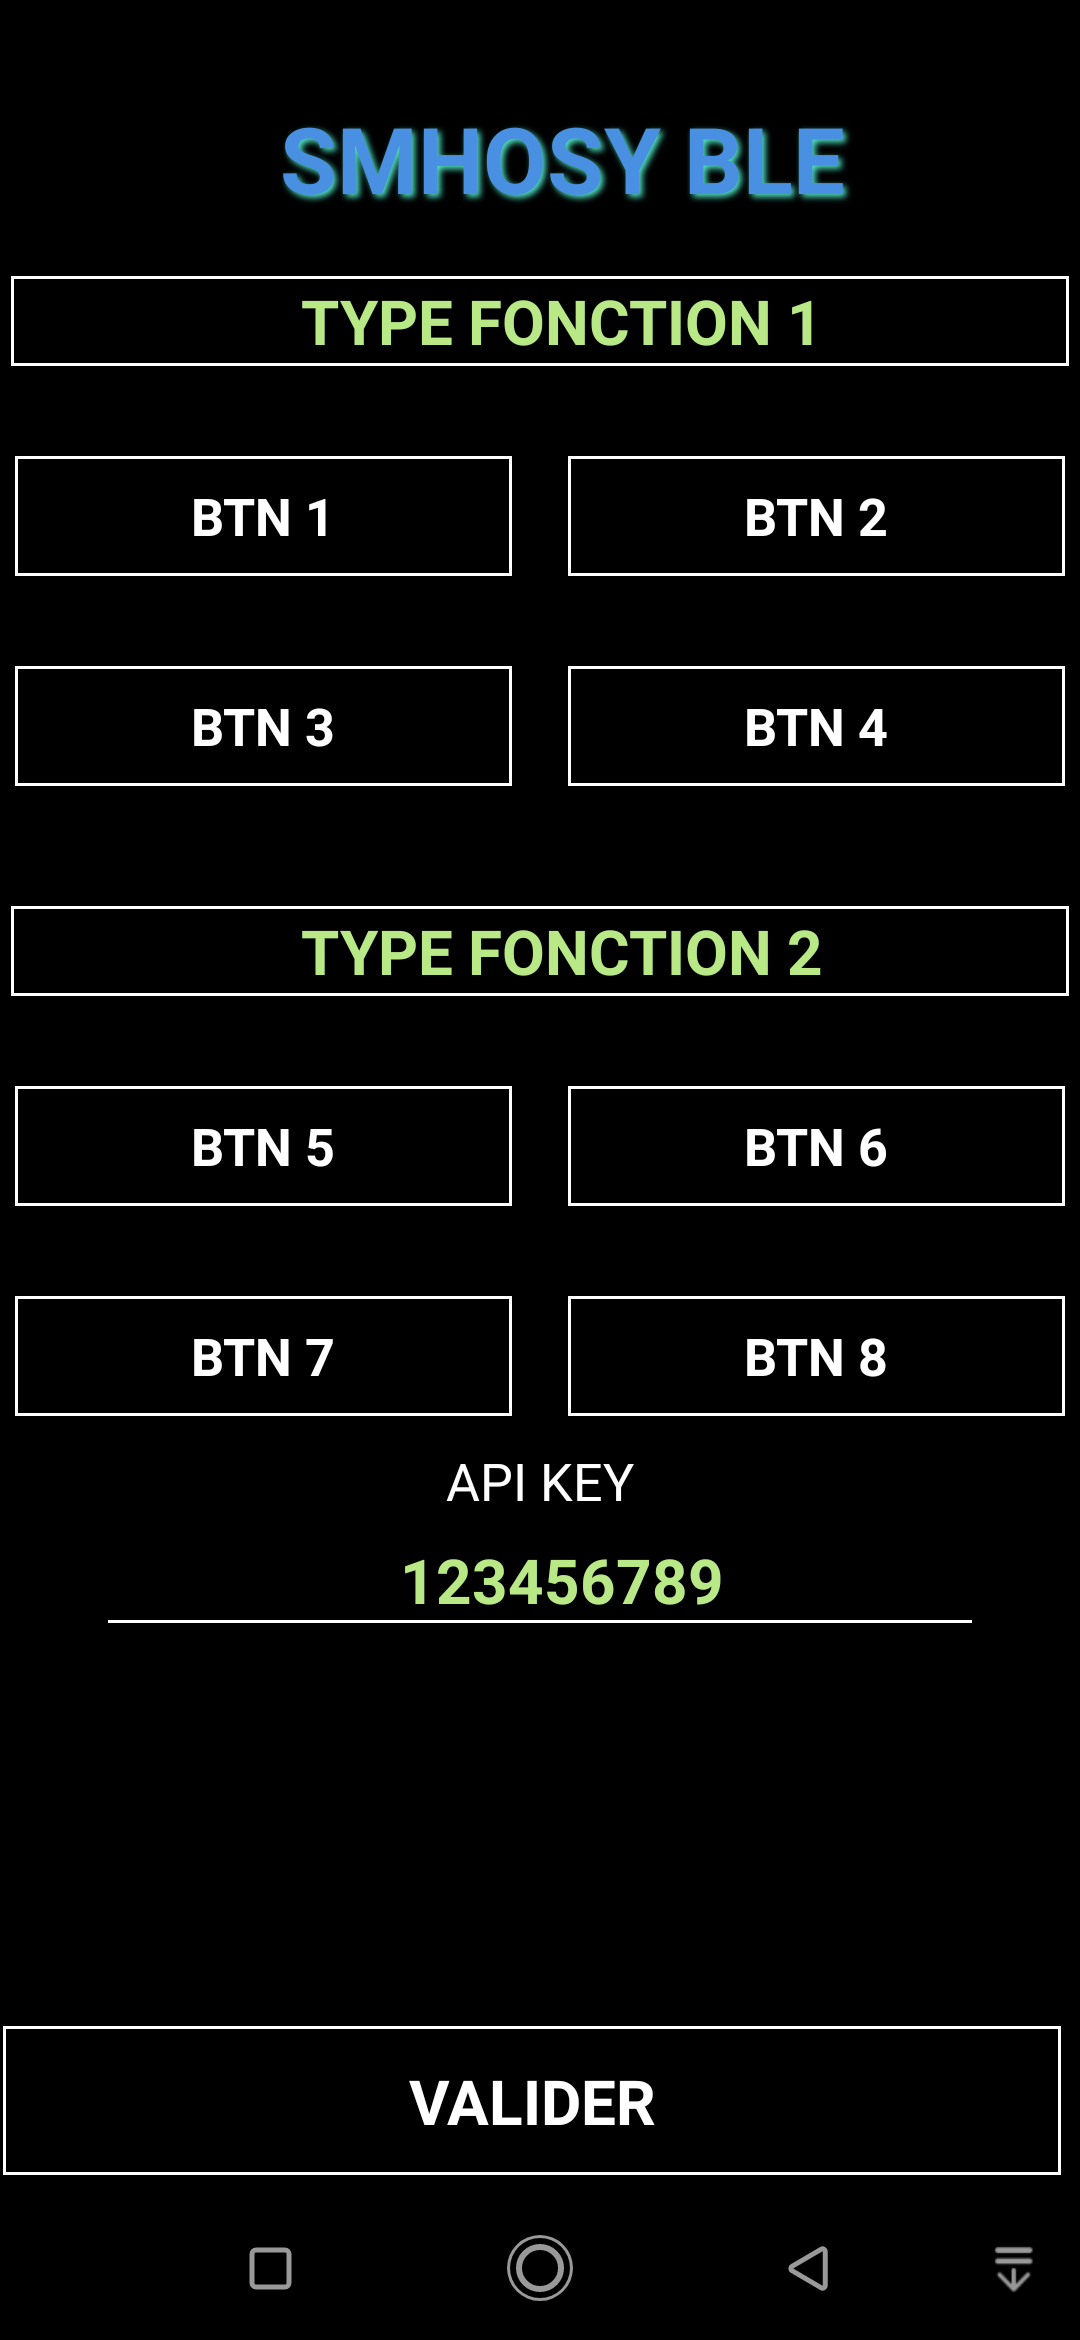 SMHOSY BLE
TYPE FONCTION 1
BTN 1
BTN 2
BTN 3
BTN 4
TYPE FONCTION 2
BTN 5
BTN 6
BTN 7
BTN 8
API KEY
123456789
VALIDER